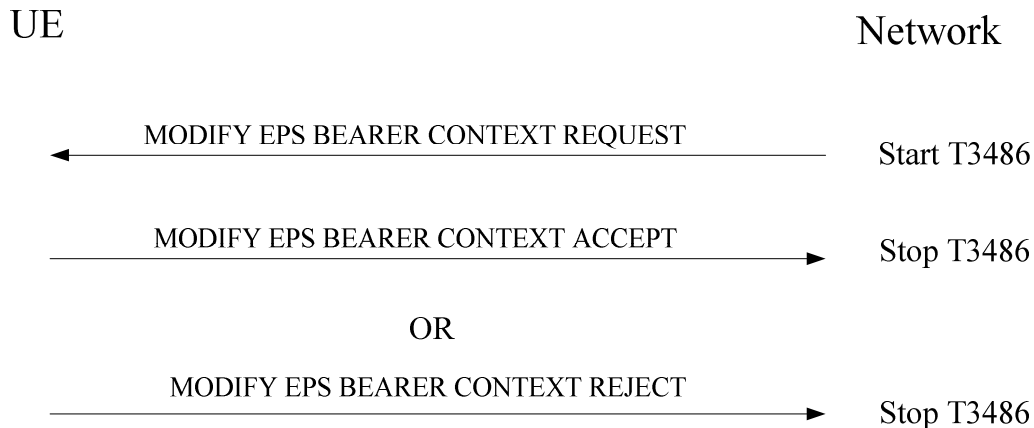 UE
Network
MODIFY EPS BEARER CONTEXT REQUEST
Start T3486
MODIFY EPS BEARER CONTEXT ACCEPT
Stop T3486
OR
MODIFY EPS BEARER CONTEXT REJECT
Stop T3486